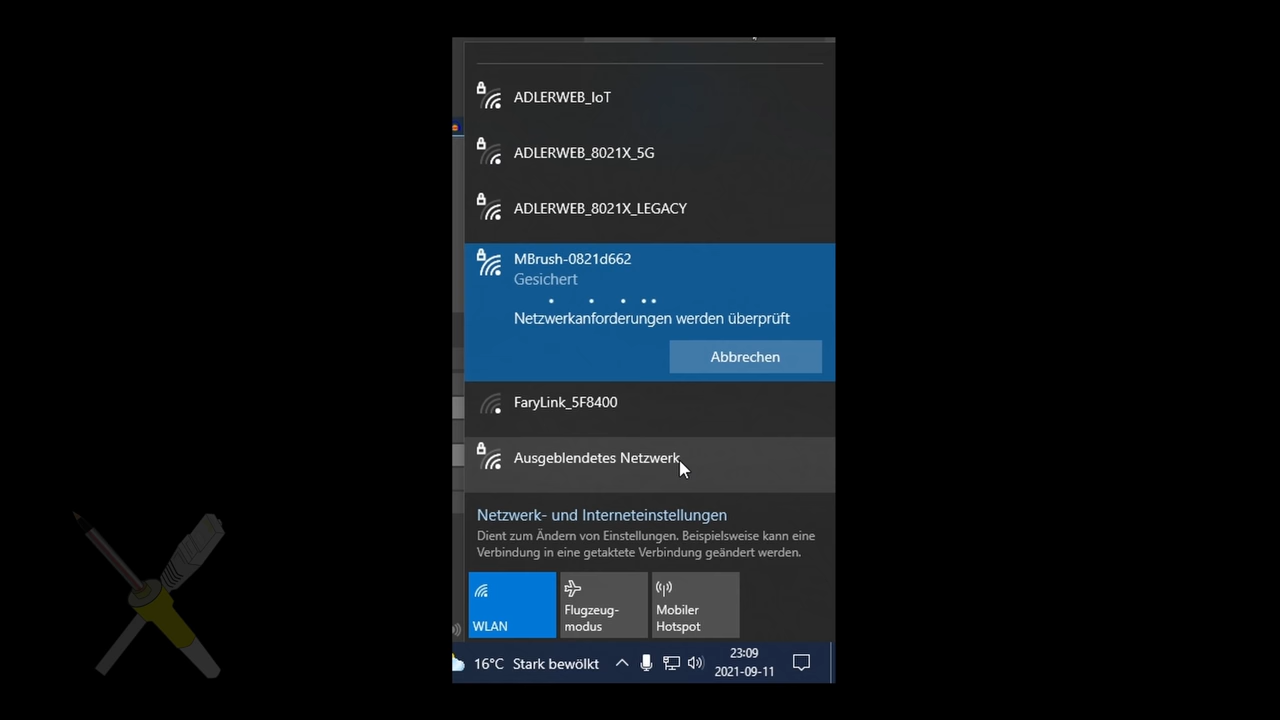 ADLERWEB_IoT
ADLERWEB_8021X_5G
ADLERWEB_8021X_LEGACY
MBrush-0821d662
Gesichert
Netzwerkanforderungen werden überprüft
Abbrechen
FaryLink_5F8400
Ausgeblendetes Netzwerk
Netzwerk- und Interneteinstellungen
Dient zum Ändern von Einstellungen. Beispielsweise kann eine
Verbindung in eine getaktete Verbindung geändert werden.
WLAN
Flugzeug-
modus
Mobiler
Hotspot
16°C Stark bewölkt
23:09
2021-09-11